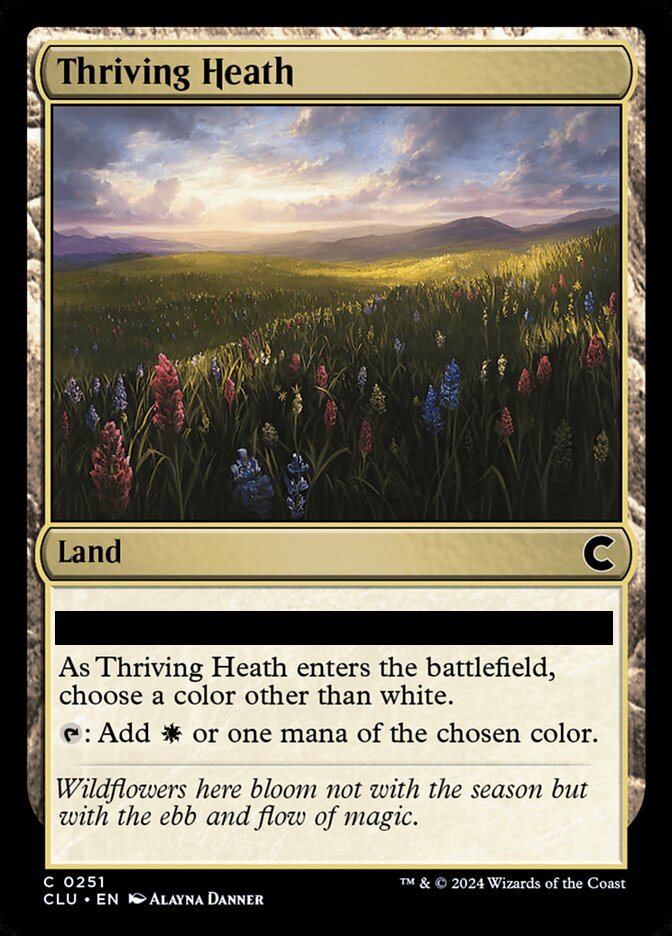 Thriving Heath
Land
As Thriving Heath enters the battlefield,
choose a color other than white.
: Add or one mana of the chosen color.
Wildflowers here bloom not with the season but
with the ebb and flow of magic.
C 0251
™ & © 2024 Wizards of the Coast
CLU • EN Alayna Danner